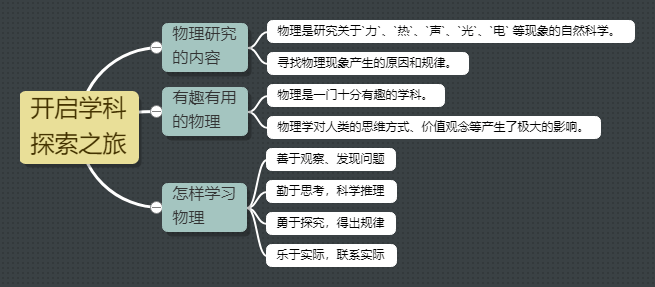 开启学科
探索之旅
物理研究
的内容
物理是研究关于`力`、`热`、`声`、`光`、`电` 等现象的自然科学。
寻找物理现象产生的原因和规律。
有趣有用
的物理
物理是一门十分有趣的学科。
物理学对人类的思维方式、价值观念等产生了极大的影响。
怎样学习
物理
善于观察、发现问题
勤于思考，科学推理
勇于探究，得出规律
乐于实际，联系实际